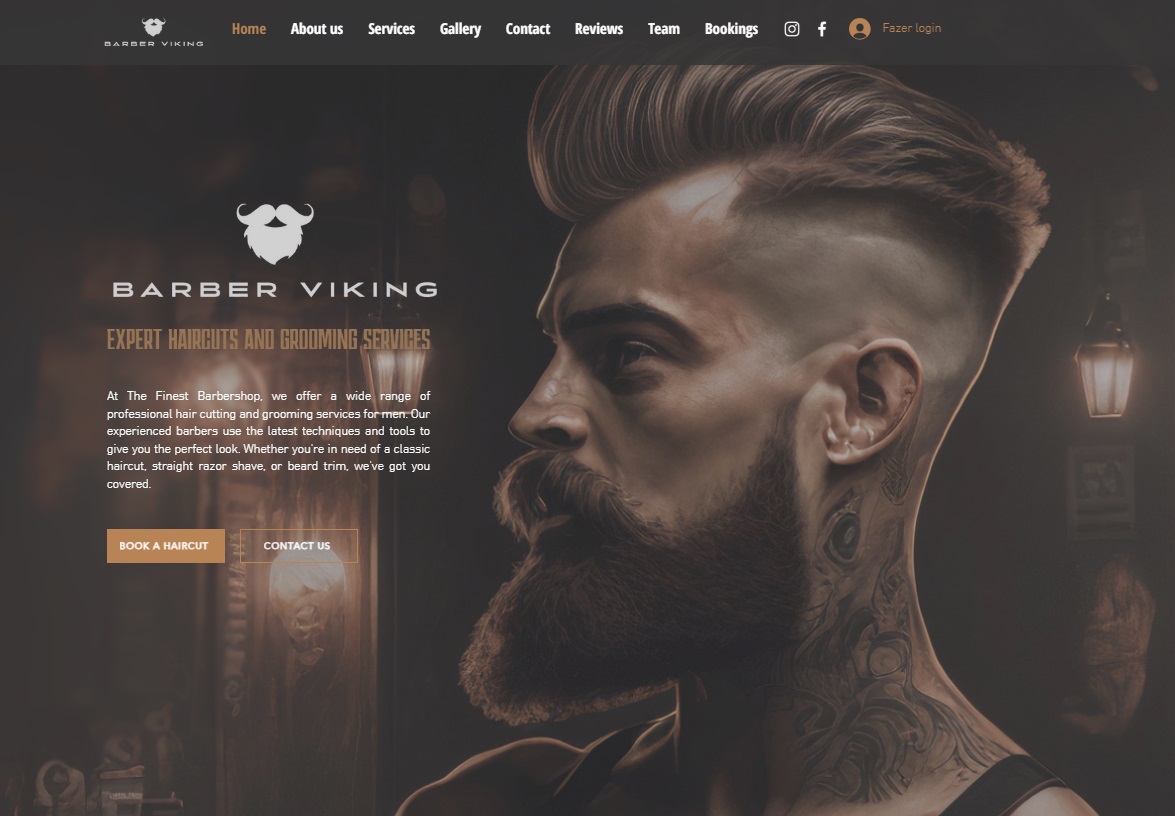 BARBER VIKING
Home About us Services Gallery Contact Reviews Team Bookings Fazer login
BARBER VIKING
EXPERT HAIRCUTS AND GROOMING SERVICES
At The Finest Barbershop, we offer a wide range of
professional hair cutting and grooming services for men. Our
experienced barbers use the latest techniques and tools to
give you the perfect look. Whether you're in need of a classic
haircut, straight razor shave, or beard trim, we've got you
covered.
BOOK A HAIRCUT CONTACT US